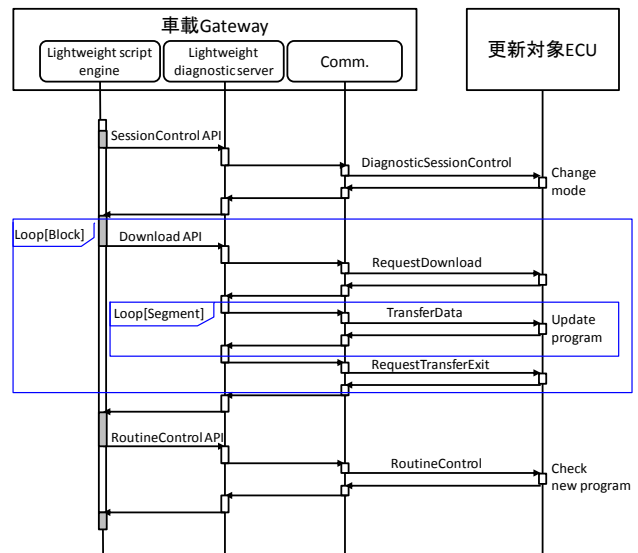 車載Gateway
Lightweight script
engine
Lightweight
diagnostic server
Comm.
更新対象ECU
SessionControl API
DiagnosticSessionControl
Change
mode
Loop[Block]
Download API
RequestDownload
Loop[Segment]
TransferData
Update
program
RequestTransferExit
RoutineControl API
RoutineControl
Check
new program